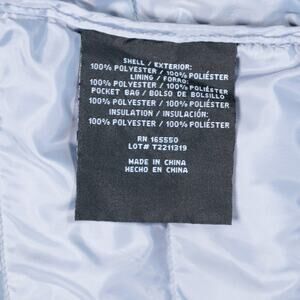 SHELL / EXTERIOR:
100% POLYESTER / 100% POLIÉSTER
LINING / FORRO:
100% POLYESTER / 100% POLIÉSTER
POCKET BAG / BOLSO DE BOLSILLO
100% POLYESTER / 100% POLIÉSTER
INSULATION / INSULACIÓN:
100% POLYESTER / 100% POLIÉSTER
RN 165550
LOT# T2211319
MADE IN CHINA
HECHO EN CHINA